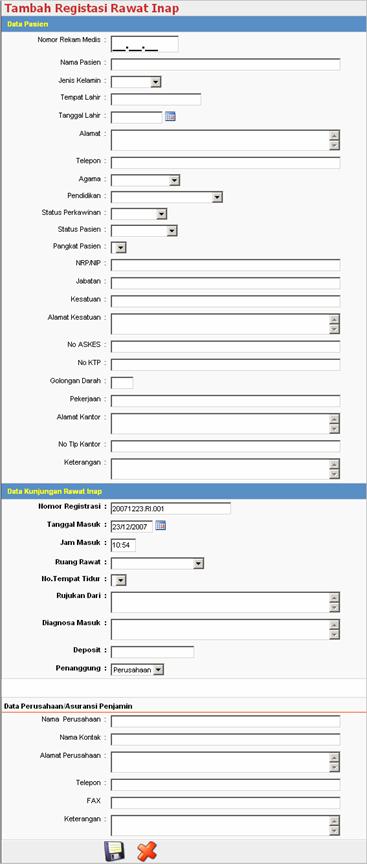 Tambah Registasi Rawat Inap
Data Pasien
Nomor Rekam Medis : __.__.__
Nama Pasien :
Jenis Kelamin :
Tempat Lahir :
Tanggal Lahir :
Alamat :
Telepon :
Agama :
Pendidikan :
Status Perkawinan :
Status Pasien :
Pangkat Pasien :
NRP/NIP :
Jabatan :
Kesatuan :
Alamat Kesatuan :
No ASKES :
No KTP :
Golongan Darah :
Pekerjaan :
Alamat Kantor :
No Tlp Kantor :
Keterangan :
Data Kunjungan Rawat Inap
Nomor Registrasi : 20071223.RI.001
Tanggal Masuk : 23/12/2007
Jam Masuk : 10:54
Ruang Rawat :
No.Tempat Tidur :
Rujukan Dari :
Diagnosa Masuk :
Deposit :
Penanggung : Perusahaan
Data Perusahaan/Asuransi Penjamin
Nama Perusahaan :
Nama Kontak :
Alamat Perusahaan :
Telepon :
FAX :
Keterangan :